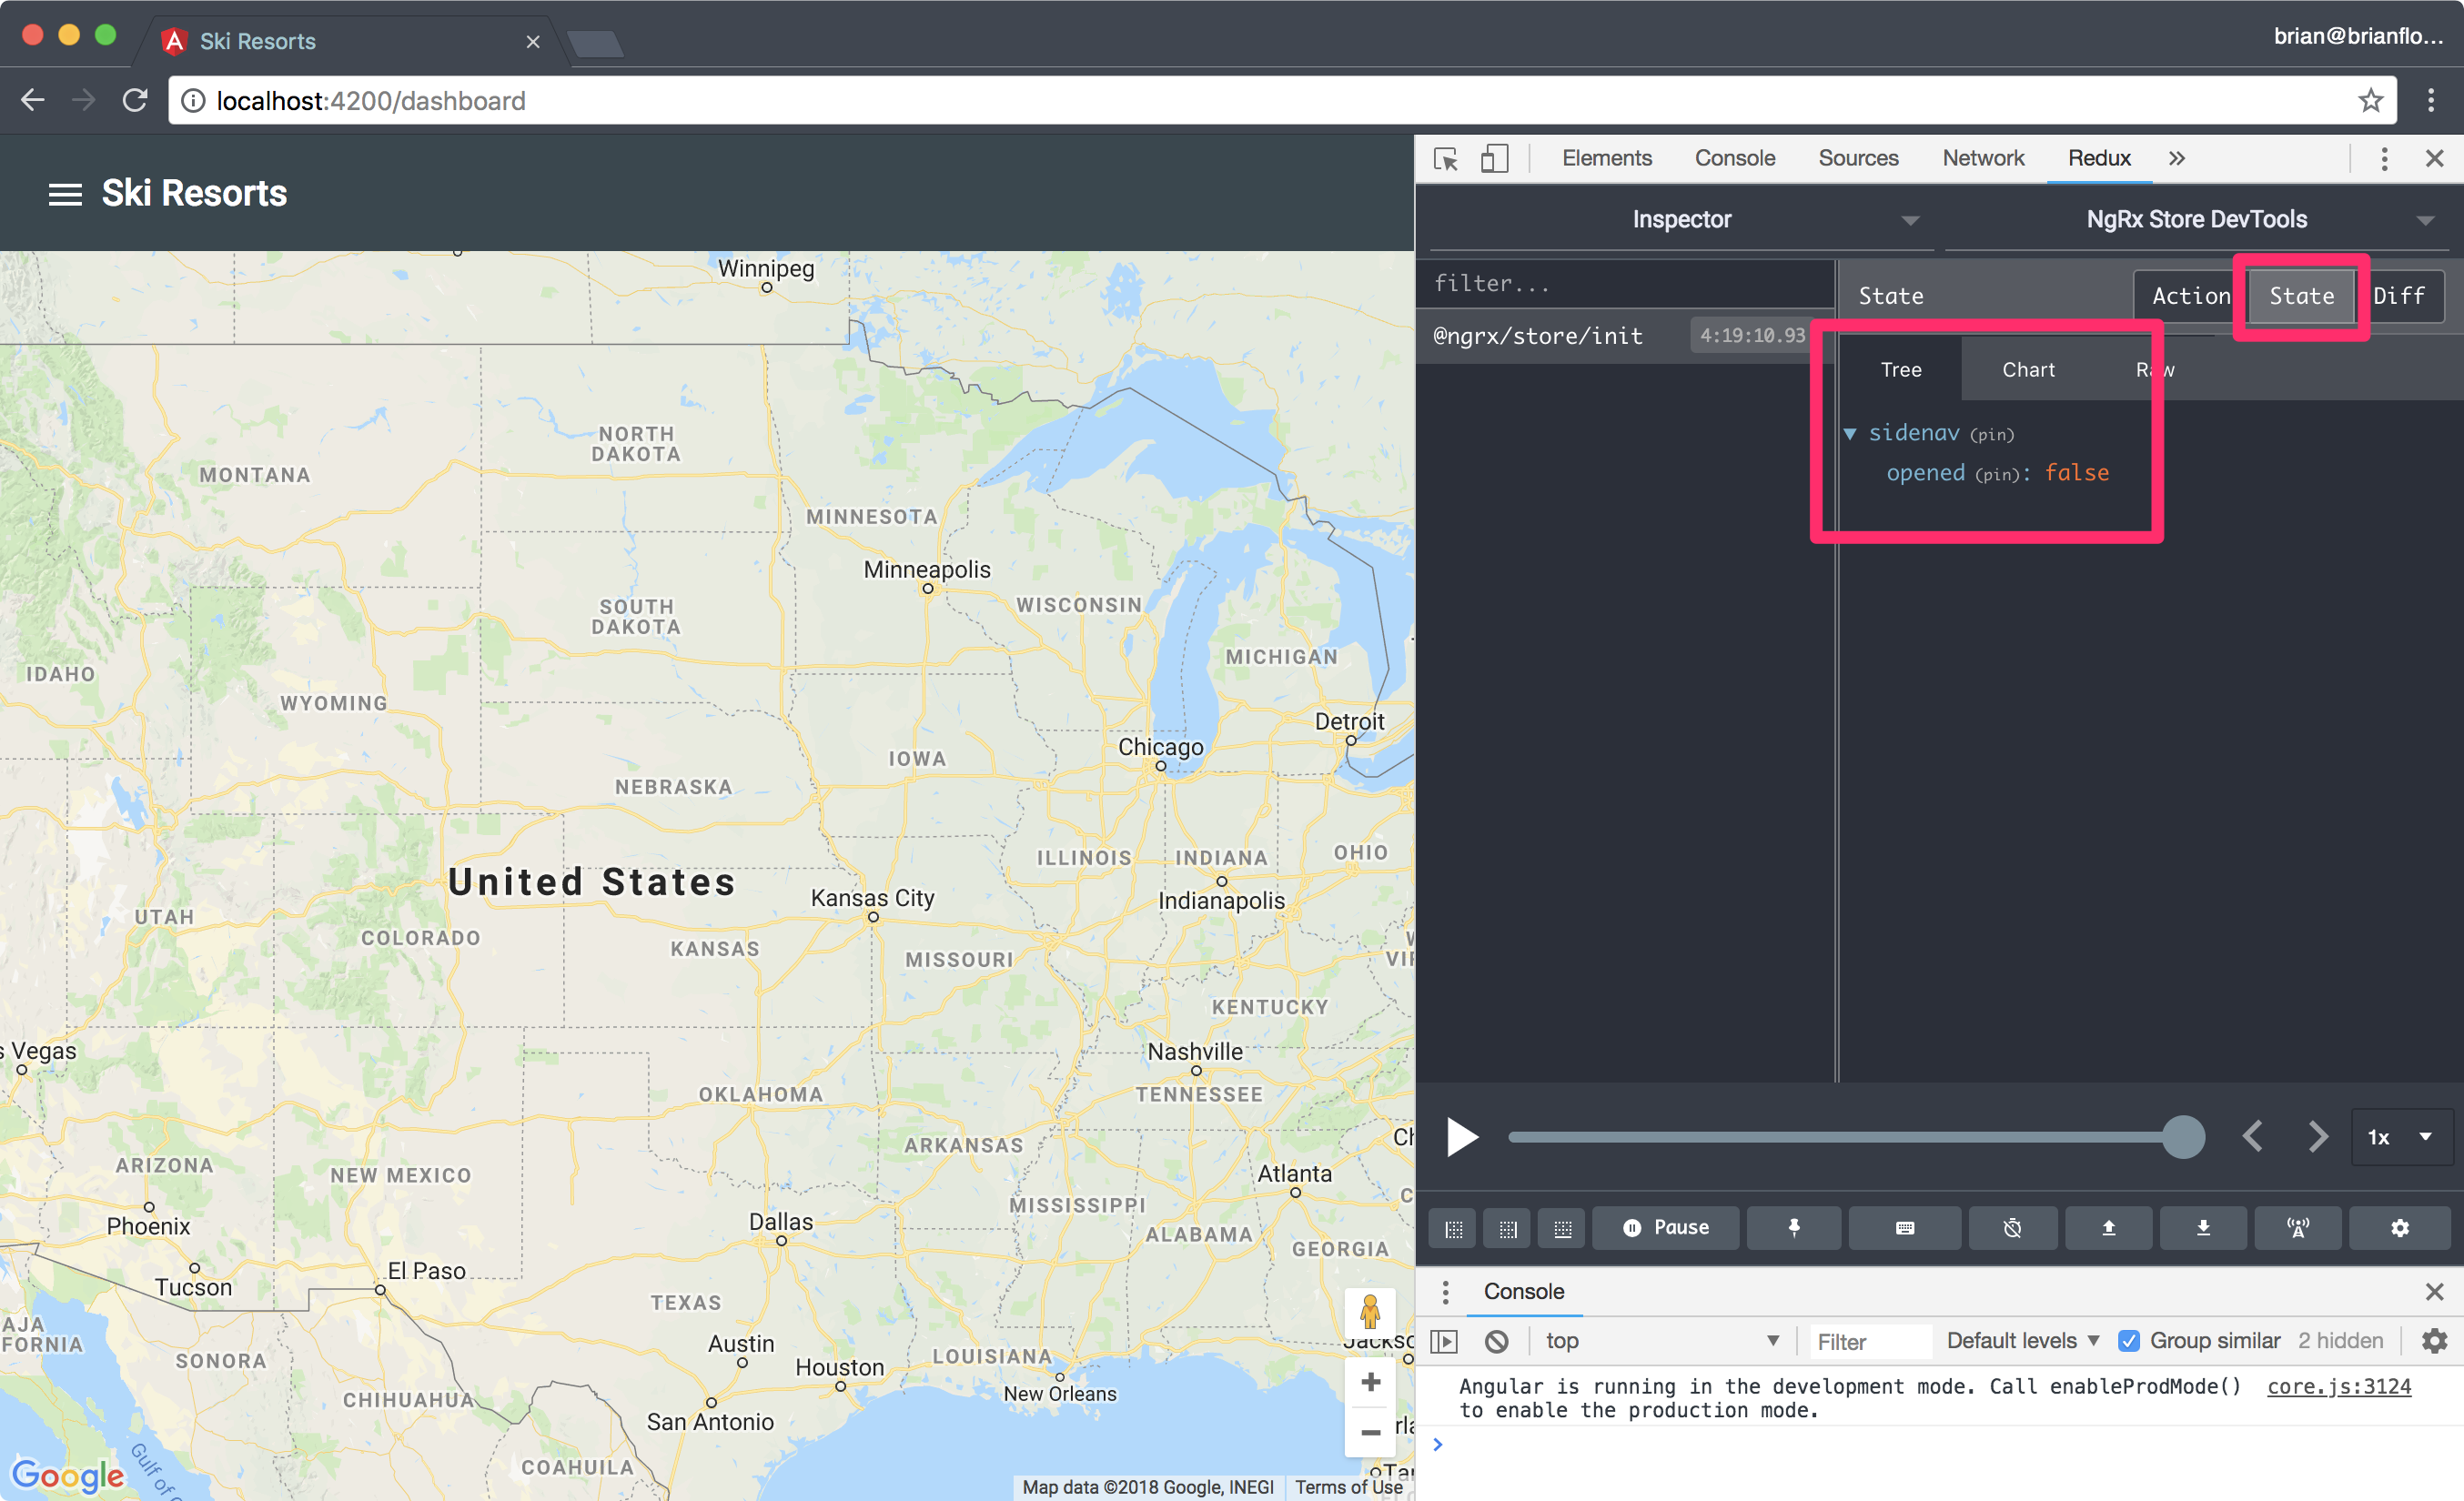 Ski Resorts
brian@brianflo...
localhost:4200/dashboard
Ski Resorts
Elements Console Sources Network Redux
Inspector
NgRx Store DevTools
filter...
State
Action State Diff
@ngrx/store/init 4:19:10.93
Tree Chart Raw
sidenav (pin)
opened (pin): false
1x
Pause
Console
top
Filter
Default levels
Group similar
2 hidden
Angular is running in the development mode. Call enableProdMode() core.js:3124
to enable the production mode.
Winnipeg
NORTH
DAKOTA
MONTANA
MINNESOTA
Minneapolis
WISCONSIN
SOUTH
DAKOTA
MICHIGAN
IDAHO
WYOMING
Detroit
Chicago
IOWA
NEBRASKA
ILLINOIS
INDIANA
OHIO
United States
Kansas City
Indianapolis
UTAH
COLORADO
KANSAS
MISSOURI
KENTUCKY
s Vegas
Nashville
OKLAHOMA
TENNESSEE
ARKANSAS
ARIZONA
NEW MEXICO
Atlanta
MISSISSIPPI
Phoenix
Dallas
ALABAMA
GEORGIA
El Paso
Tucson
TEXAS
AJA
FORNIA
Austin
SONORA
Houston
LOUISIANA
Jackso
New Orleans
CHIHUAHUA
San Antonio
COAHUILA
Gulf of
Google
Map data ©2018 Google, INEGI
Terms of Use